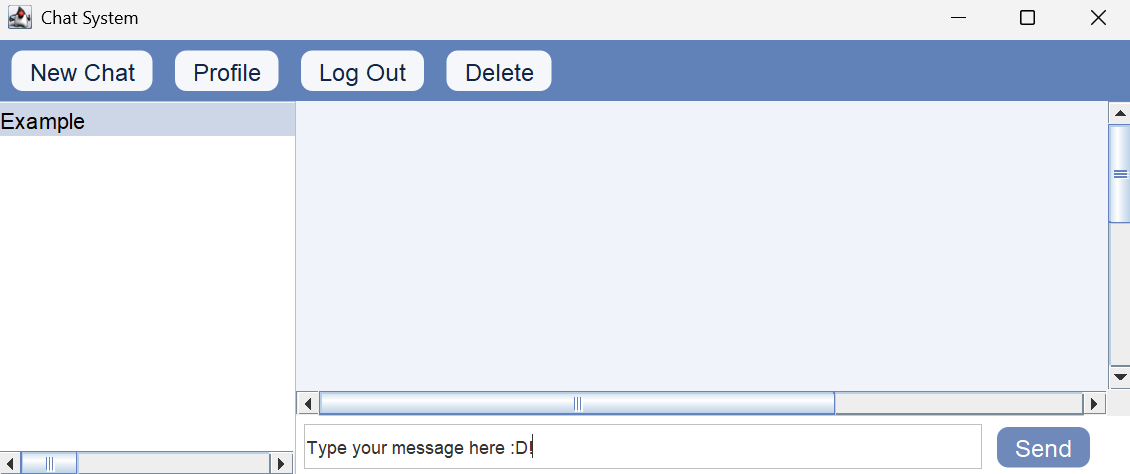 Chat System
New Chat Profile Log Out Delete
Example
Type your message here :D!
Send